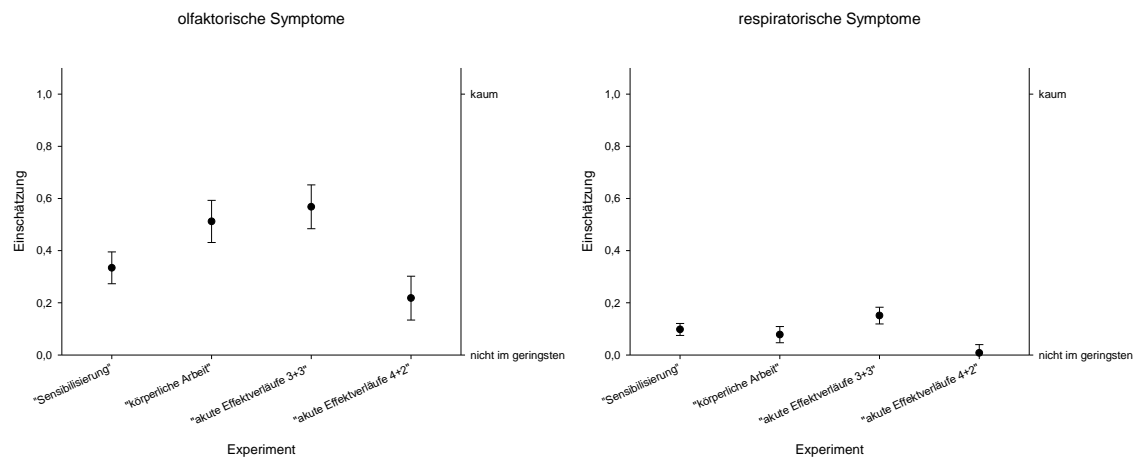 olfaktorische Symptome
Einschätzung
1,0
0,8
0,6
0,4
0,2
0,0
kaum
nicht im geringsten
"Sensibilisierung"
"körperliche Arbeit"
"akute Effektverläufe 3+3"
"akute Effektverläufe 4+2"
Experiment
respiratorische Symptome
Einschätzung
1,0
0,8
0,6
0,4
0,2
0,0
kaum
nicht im geringsten
"Sensibilisierung"
"körperliche Arbeit"
"akute Effektverläufe 3+3"
"akute Effektverläufe 4+2"
Experiment